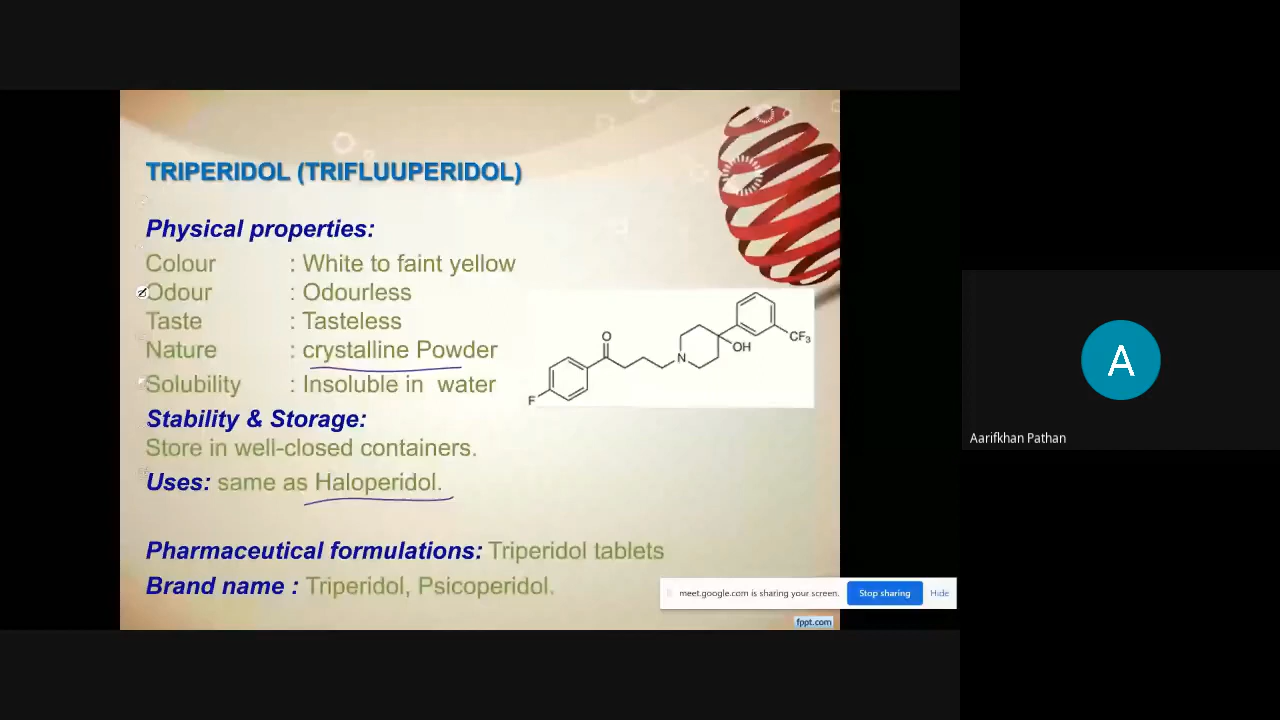 TRIPERIDOL (TRIFLUUPERIDOL)
Physical properties:
Colour : White to faint yellow
Odour : Odourless
Taste : Tasteless
Nature : crystalline Powder
Solubility : Insoluble in water
O
OH
CF3
N
F
Stability & Storage:
Store in well-closed containers.
Uses: same as Haloperidol.
Pharmaceutical formulations: Triperidol tablets
Brand name : Triperidol, Psicoperidol.
meet.google.com is sharing your screen. Stop sharing Hide
fppt.com
A
Aarifkhan Pathan